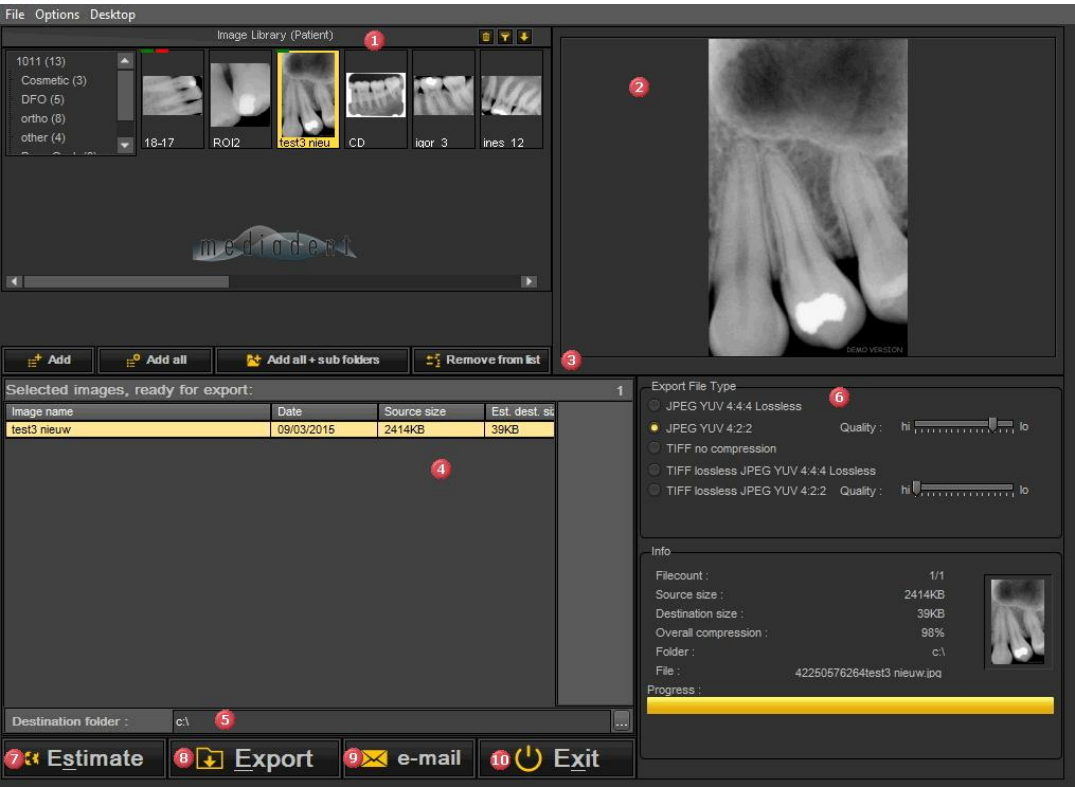 File Options Desktop
Image Library (Patient)
1
1011 (13)
Cosmetic (3)
DFO (5)
ortho (8)
other (4)
18-17
ROI2
test3 nieu
CD
igor 3
ines 12
mediadent
2
DEMO VERSION
Add
Add all
Add all + sub folders
Remove from list
3
Selected images, ready for export: 1
Image name Date Source size Est. dest. siz
test3 nieuw 09/03/2015 2414KB 39KB
4
Destination folder : c:\ 5 ...
7 Estimate
8 Export
9 e-mail
10 Exit
Export File Type
6
JPEG YUV 4:4:4 Lossless
JPEG YUV 4:2:2 Quality : hi lo
TIFF no compression
TIFF lossless JPEG YUV 4:4:4 Lossless
TIFF lossless JPEG YUV 4:2:2 Quality : hi lo
Info
Filecount : 1/1
Source size : 2414KB
Destination size : 39KB
Overall compression : 98%
Folder : c:\
File : 42250576264test3 nieuw.jpg
Progress :